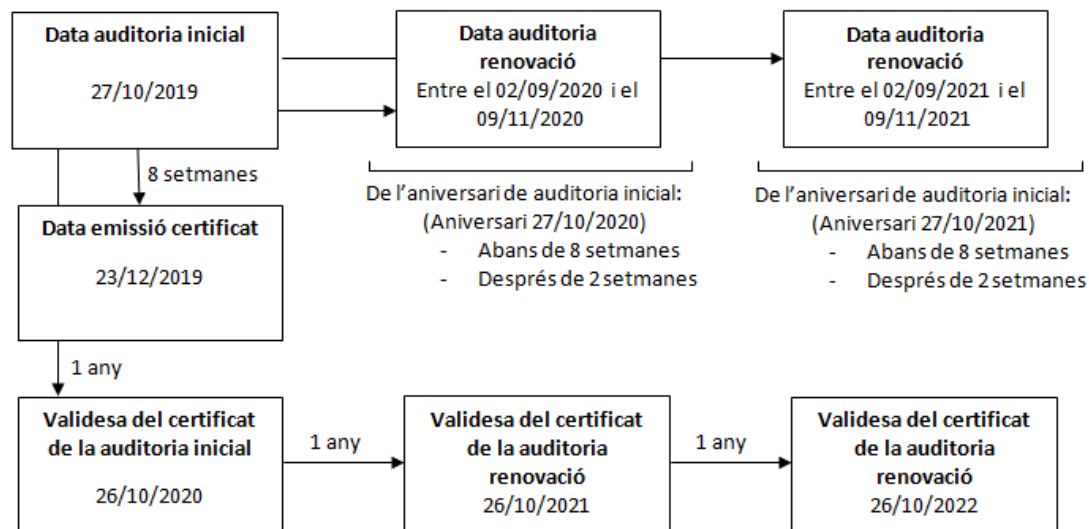 Data auditoria inicial
27/10/2019
Data auditoria
renovació
Entre el 02/09/2020 i el
09/11/2020
Data auditoria
renovació
Entre el 02/09/2021 i el
09/11/2021
8 setmanes
De l’aniversari de auditoria inicial:
(Aniversari 27/10/2020)
- Abans de 8 setmanes
- Després de 2 setmanes
De l’aniversari de auditoria inicial:
(Aniversari 27/10/2021)
- Abans de 8 setmanes
- Després de 2 setmanes
Data emissió certificat
23/12/2019
1 any
Validesa del certificat
de la auditoria inicial
26/10/2020
1 any
Validesa del certificat
de la auditoria
renovació
26/10/2021
1 any
Validesa del certificat
de la auditoria
renovació
26/10/2022